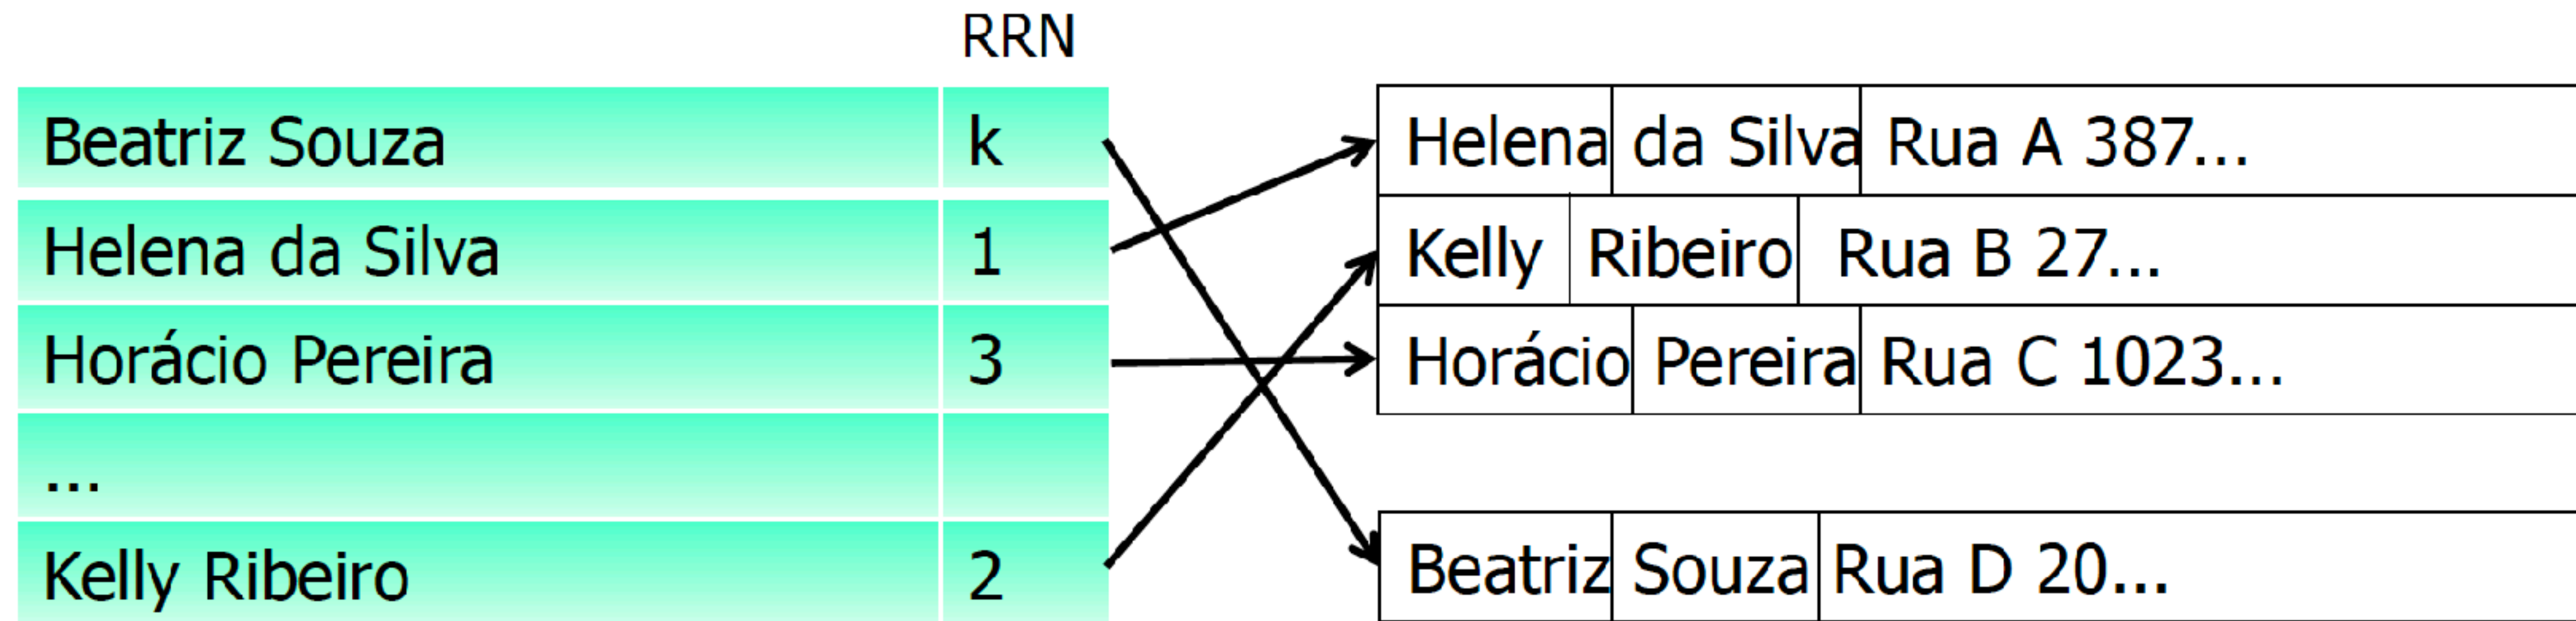 RRN
Beatriz Souza k
Helena da Silva 1
Horácio Pereira 3
...
Kelly Ribeiro 2
Helena da Silva Rua A 387...
Kelly Ribeiro Rua B 27...
Horácio Pereira Rua C 1023...
Beatriz Souza Rua D 20...